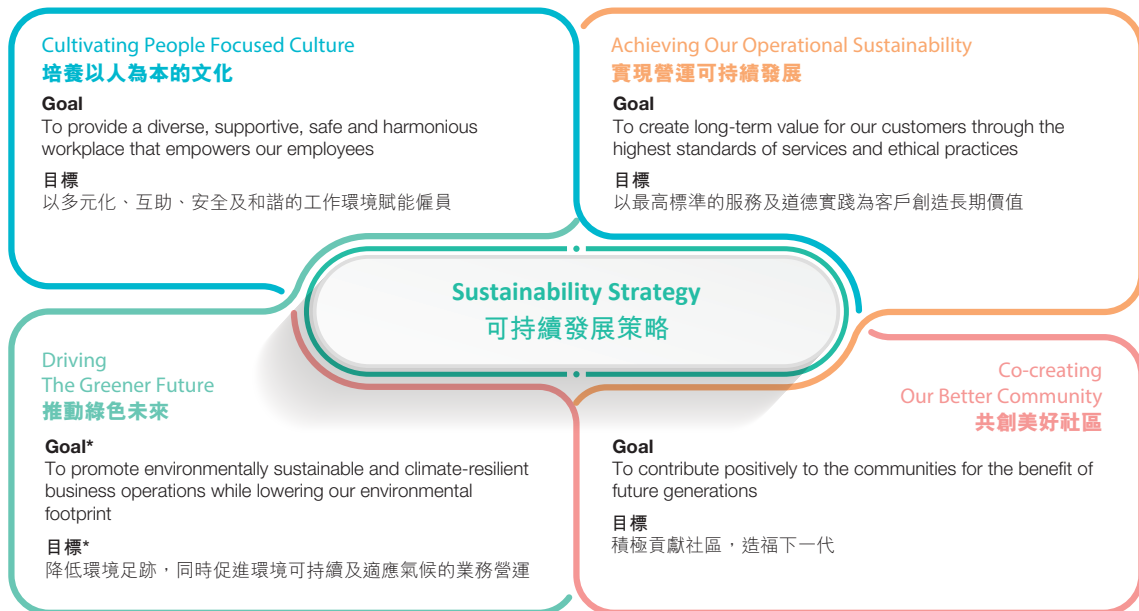 Cultivating People Focused Culture
培養以人為本的文化
Goal
To provide a diverse, supportive, safe and harmonious
workplace that empowers our employees
目標
以多元化、互助、安全及和諧的工作環境賦能僱員
Achieving Our Operational Sustainability
實現營運可持續發展
Goal
To create long-term value for our customers through the
highest standards of services and ethical practices
目標
以最高標準的服務及道德實踐為客戶創造長期價值
Sustainability Strategy
可持續發展策略
Driving
The Greener Future
推動綠色未來
Goal*
To promote environmentally sustainable and climate-resilient
business operations while lowering our environmental
footprint
目標*
降低環境足跡，同時促進環境可持續及適應氣候的業務營運
Co-creating
Our Better Community
共創美好社區
Goal
To contribute positively to the communities for the benefit of
future generations
目標
積極貢獻社區，造福下一代